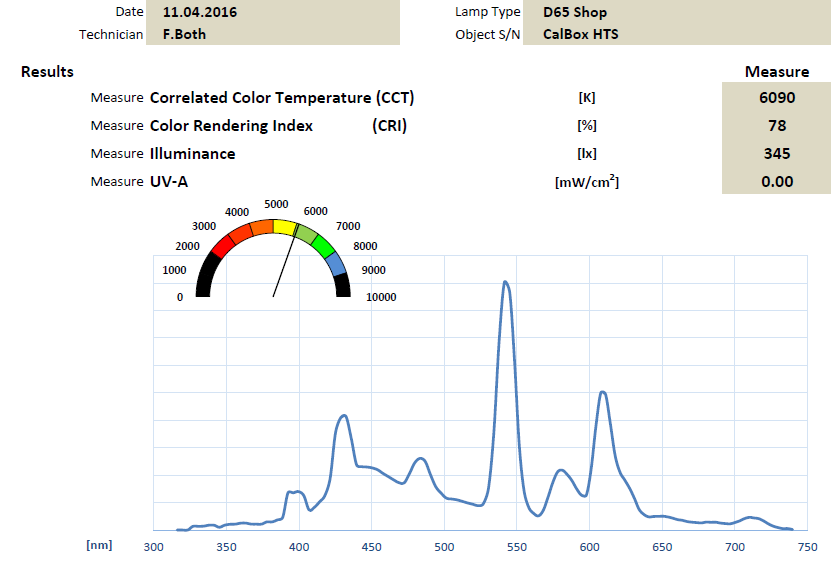 Date 11.04.2016 Lamp Type D65 Shop
Technician F.Both Object S/N CalBox HTS
Results Measure
Measure Correlated Color Temperature (CCT) [K] 6090
Measure Color Rendering Index (CRI) [%] 78
Measure Illuminance [lx] 345
Measure UV-A [mW/cm²] 0.00
0
1000
2000
3000
4000
5000
6000
7000
8000
9000
10000
[nm] 300 350 400 450 500 550 600 650 700 750